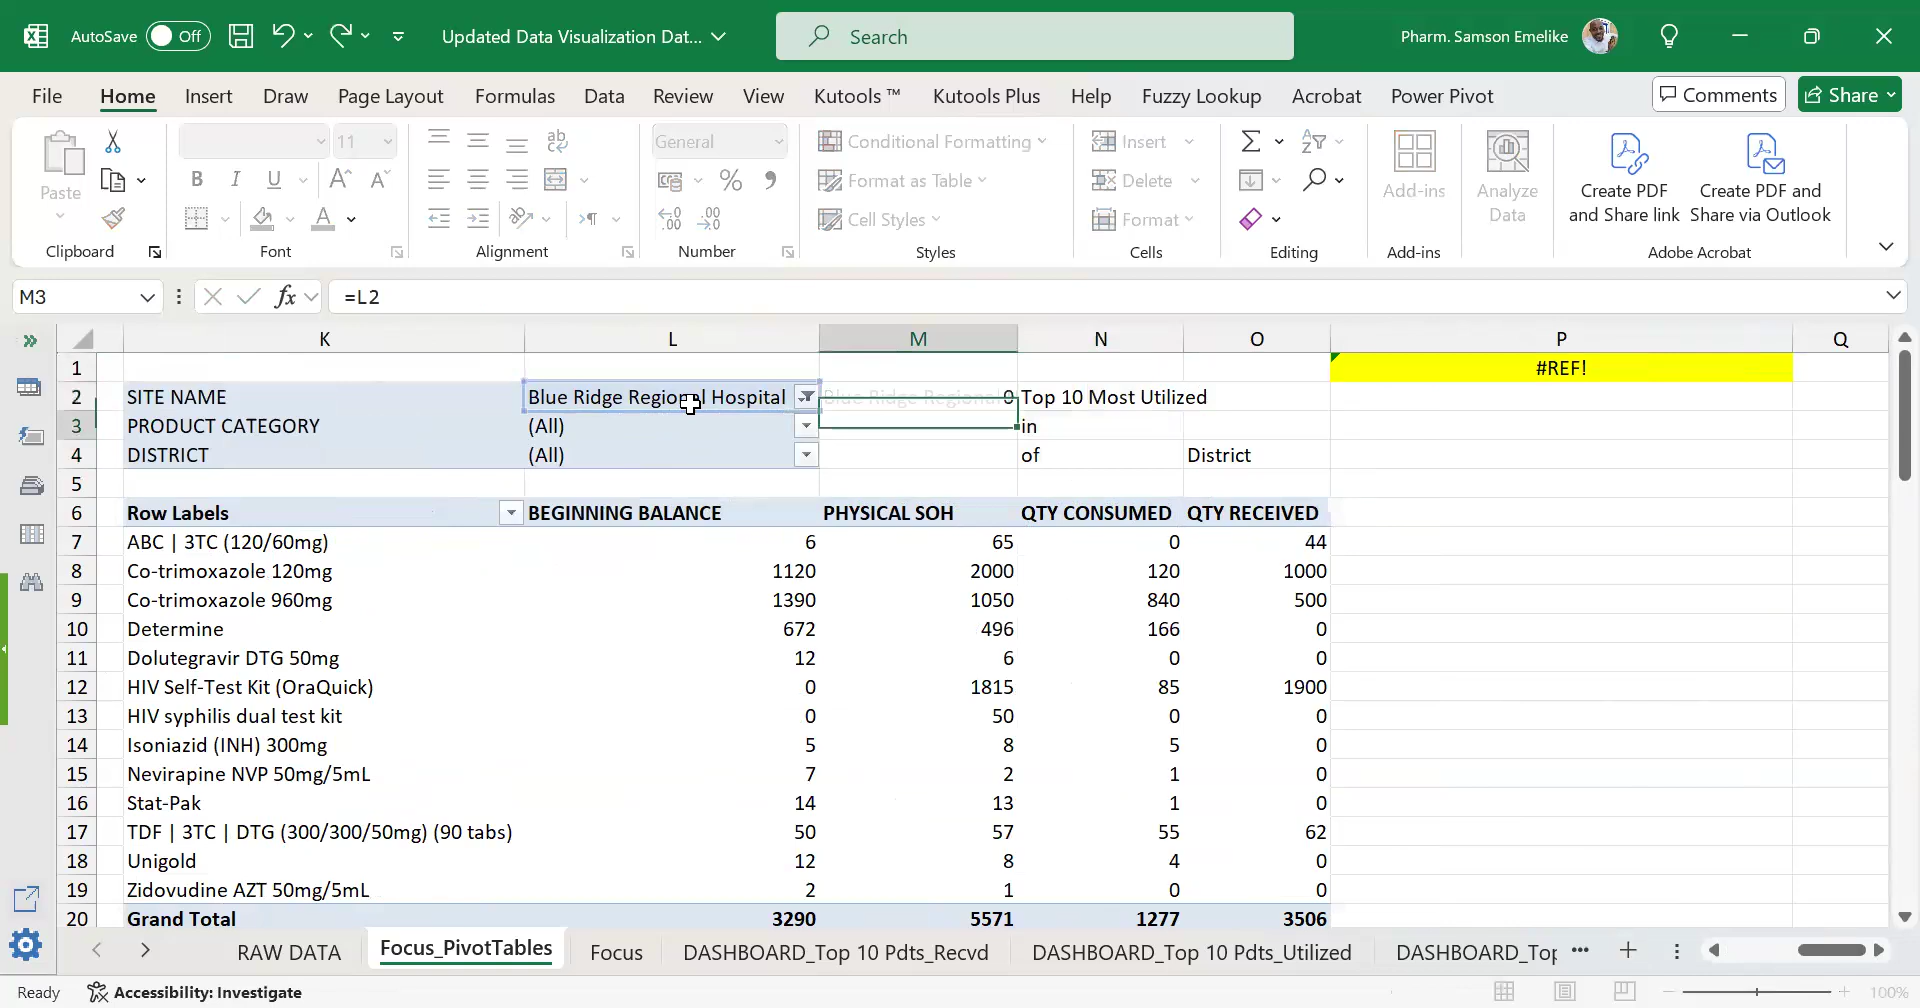 AutoSave Off Updated Data Visualization Dat... Search Pharm. Samson Emelike
File Home Insert Draw Page Layout Formulas Data Review View Kutools ™ Kutools Plus Help Fuzzy Lookup Acrobat Power Pivot Comments Share
Paste 11 ab General Conditional Formatting Insert Add-ins Analyze Data Create PDF and Share link Create PDF and Share via Outlook
B I U A A % Format as Table Delete
A .00 .00 Cell Styles Format
Clipboard Font Alignment Number Styles Cells Editing Add-ins Adobe Acrobat
M3 fx =L2
K L M N O P Q
1 #REF!
2 SITE NAME Blue Ridge Regional Hospital Blue Ridge Regional 0 Top 10 Most Utilized
3 PRODUCT CATEGORY (All) in
4 DISTRICT (All) of District
5
6 Row Labels BEGINNING BALANCE PHYSICAL SOH QTY CONSUMED QTY RECEIVED
7 ABC | 3TC (120/60mg) 6 65 0 44
8 Co-trimoxazole 120mg 1120 2000 120 1000
9 Co-trimoxazole 960mg 1390 1050 840 500
10 Determine 672 496 166 0
11 Dolutegravir DTG 50mg 12 6 0 0
12 HIV Self-Test Kit (OraQuick) 0 1815 85 1900
13 HIV syphilis dual test kit 0 50 0 0
14 Isoniazid (INH) 300mg 5 8 5 0
15 Nevirapine NVP 50mg/5mL 7 2 1 0
16 Stat-Pak 14 13 1 0
17 TDF | 3TC | DTG (300/300/50mg) (90 tabs) 50 57 55 62
18 Unigold 12 8 4 0
19 Zidovudine AZT 50mg/5mL 2 1 0 0
20 Grand Total 3290 5571 1277 3506
RAW DATA Focus_PivotTables Focus DASHBOARD_Top 10 Pdts_Recvd DASHBOARD_Top 10 Pdts_Utilized DASHBOARD_Top
Ready Accessibility: Investigate 100%